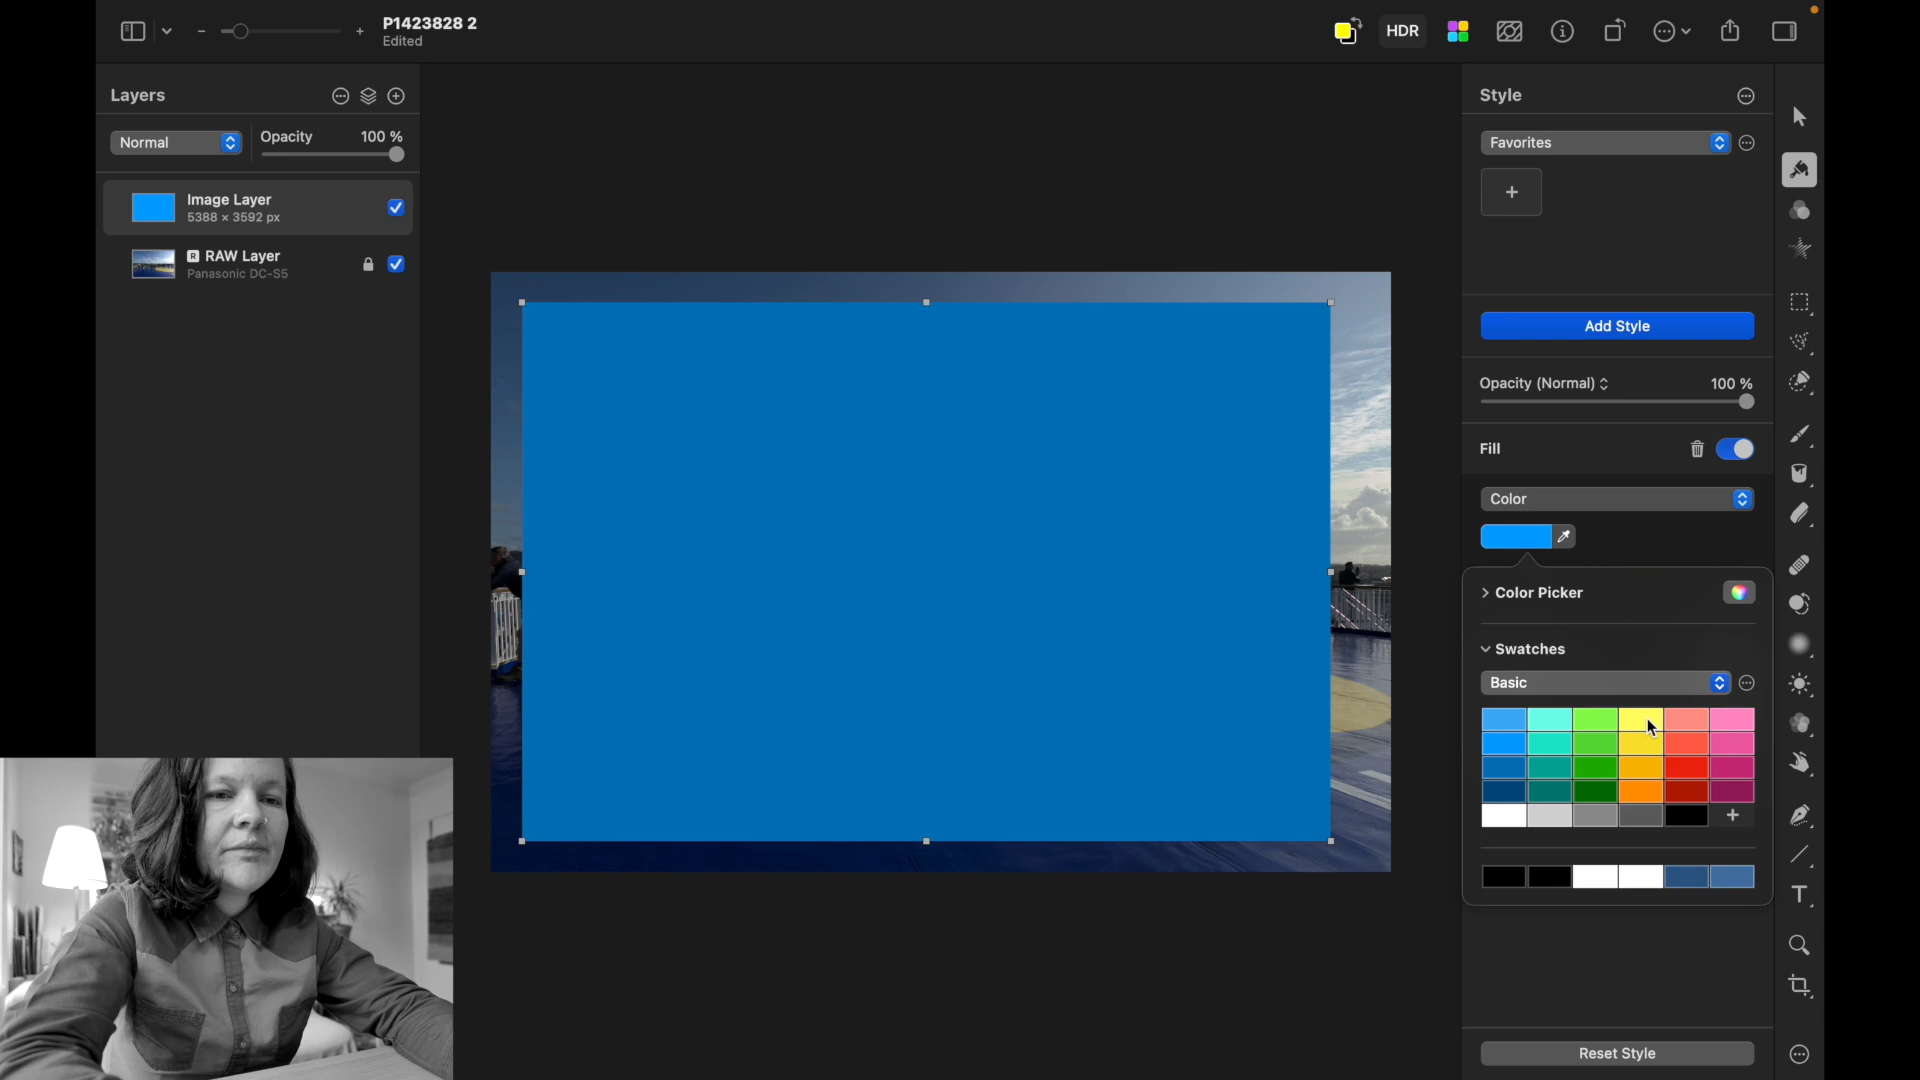 P1423828 2
Edited
HDR
Layers
Normal
Opacity
100 %
Image Layer
5388 × 3592 px
R RAW Layer
Panasonic DC-S5
Style
Favorites
+
Add Style
Opacity (Normal)
100 %
Fill
Color
Color Picker
Swatches
Basic
+
T
Reset Style